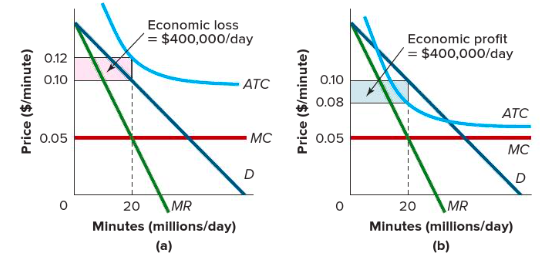 Economic loss
= $400,000/day
Price ($/minute)
0.12
0.10
0.05
0
ATC
MC
D
20
MR
Minutes (millions/day)
(a)
Economic profit
= $400,000/day
Price ($/minute)
0.10
0.08
0.05
0
ATC
MC
D
20
MR
Minutes (millions/day)
(b)